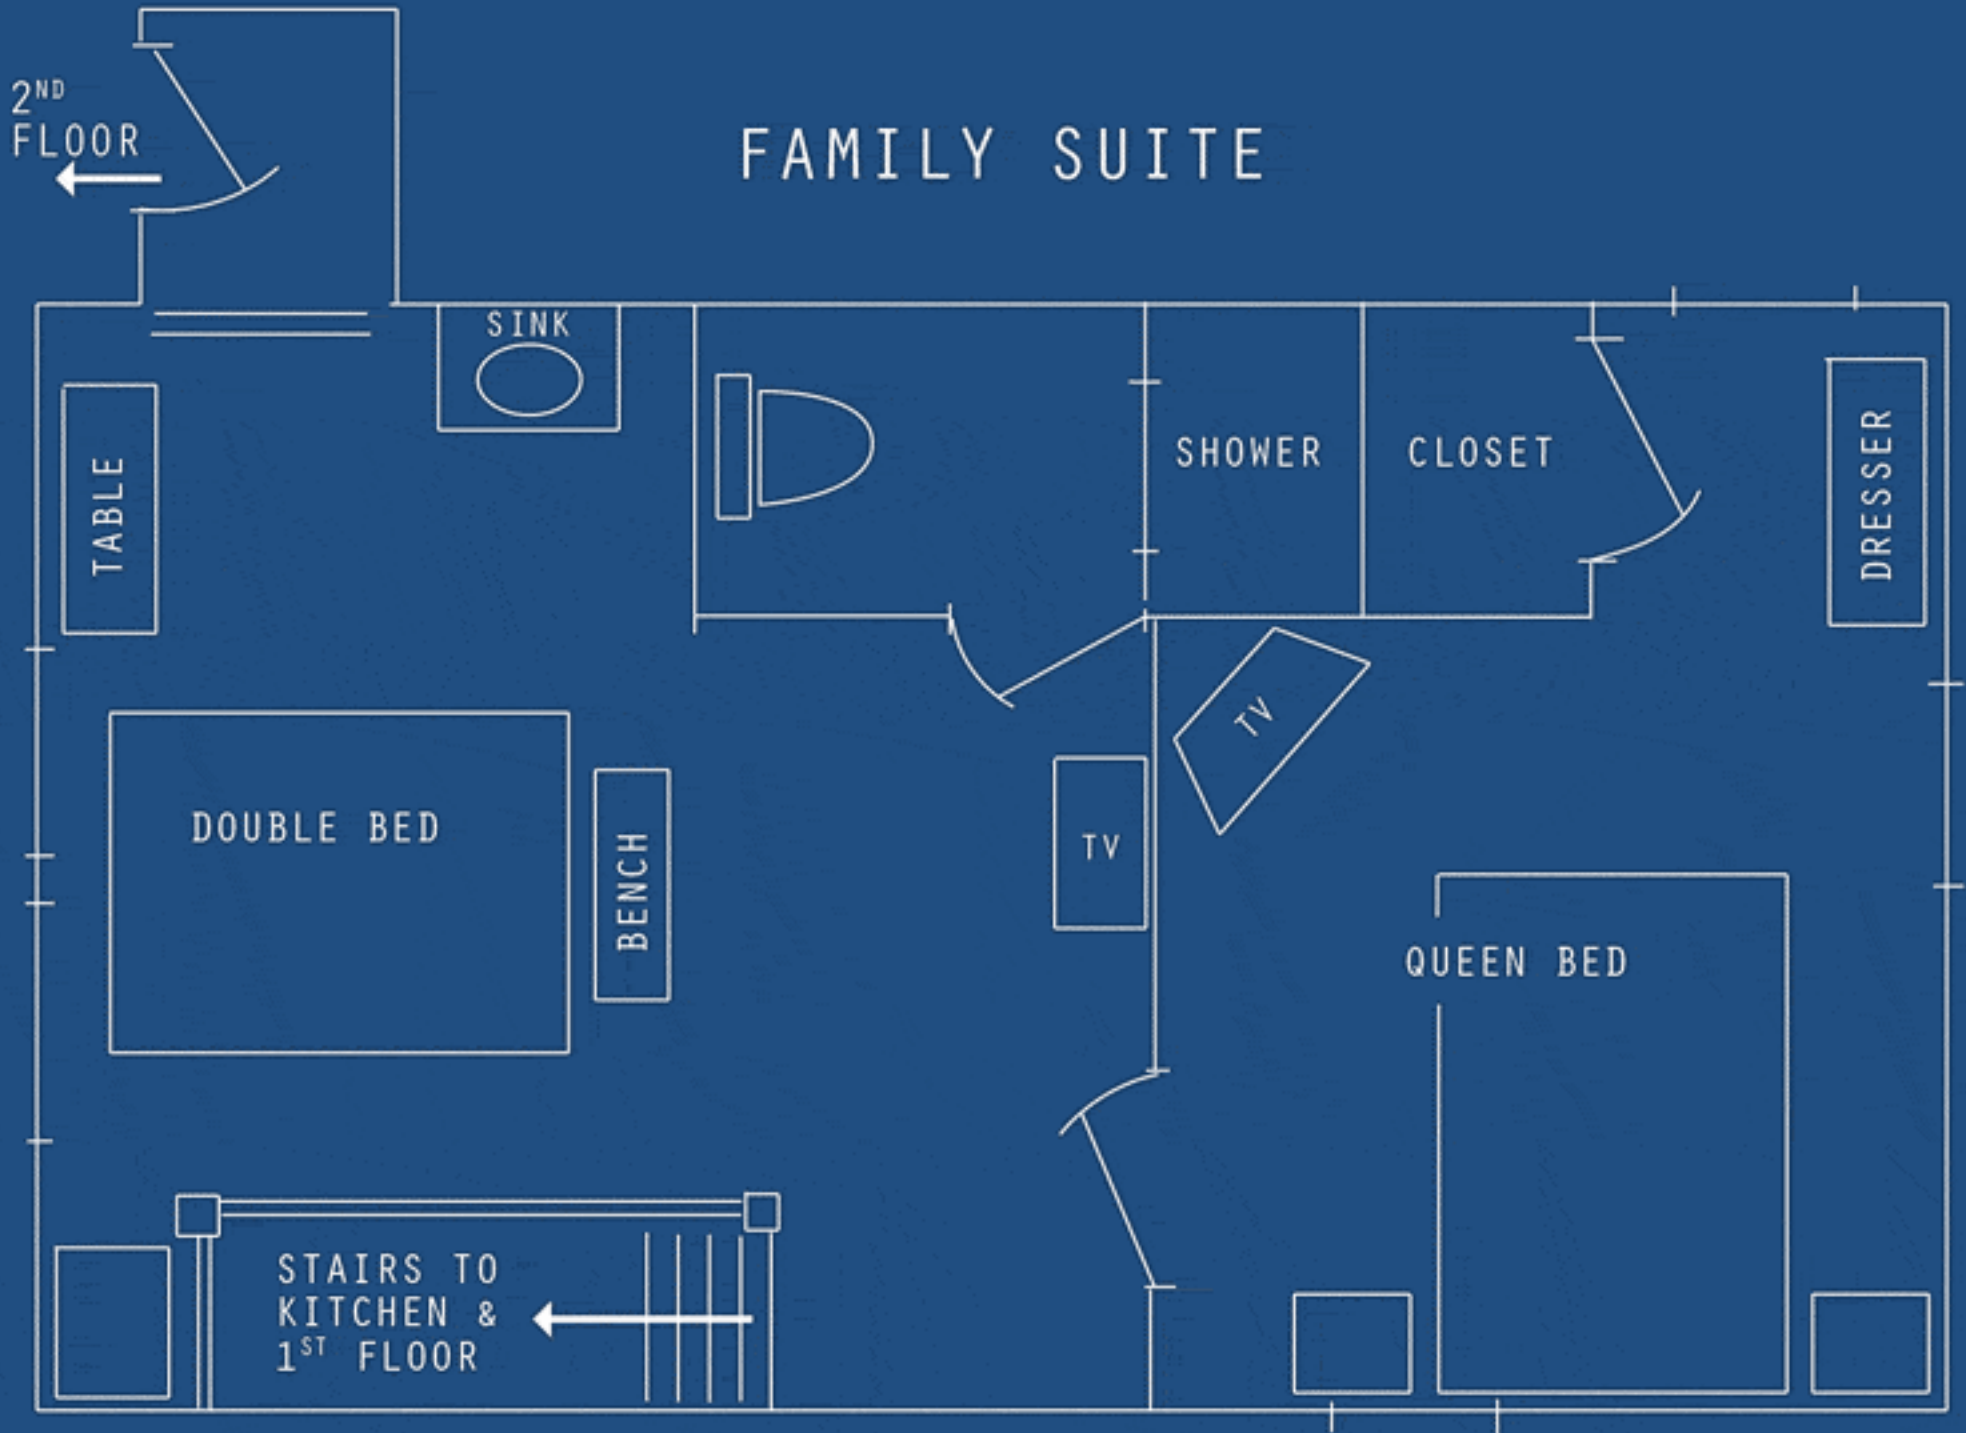 2ND
FLOOR
FAMILY SUITE
SINK
TABLE
SHOWER
CLOSET
DRESSER
TV
DOUBLE BED
BENCH
TV
QUEEN BED
STAIRS TO
KITCHEN &
1ST FLOOR